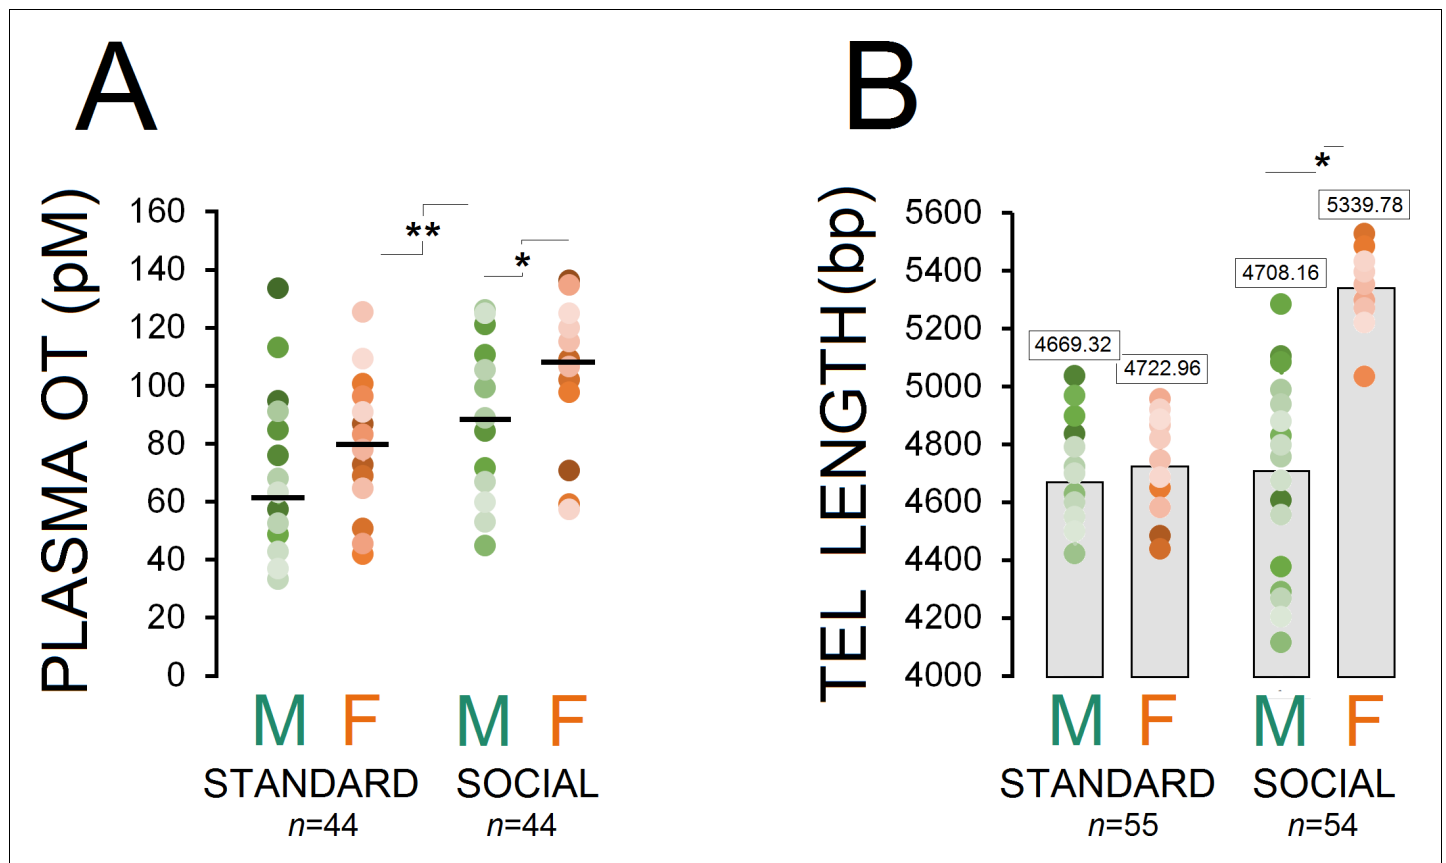 A
PLASMA OT (pM)
160
140
120
100
80
60
40
20
0
**
*
M F M F
STANDARD SOCIAL
n=44 n=44
B
TEL LENGTH (bp)
5600
5400
5200
5000
4800
4600
4400
4200
4000
4669.32
4722.96
4708.16
5339.78
*
M F M F
STANDARD SOCIAL
n=55 n=54